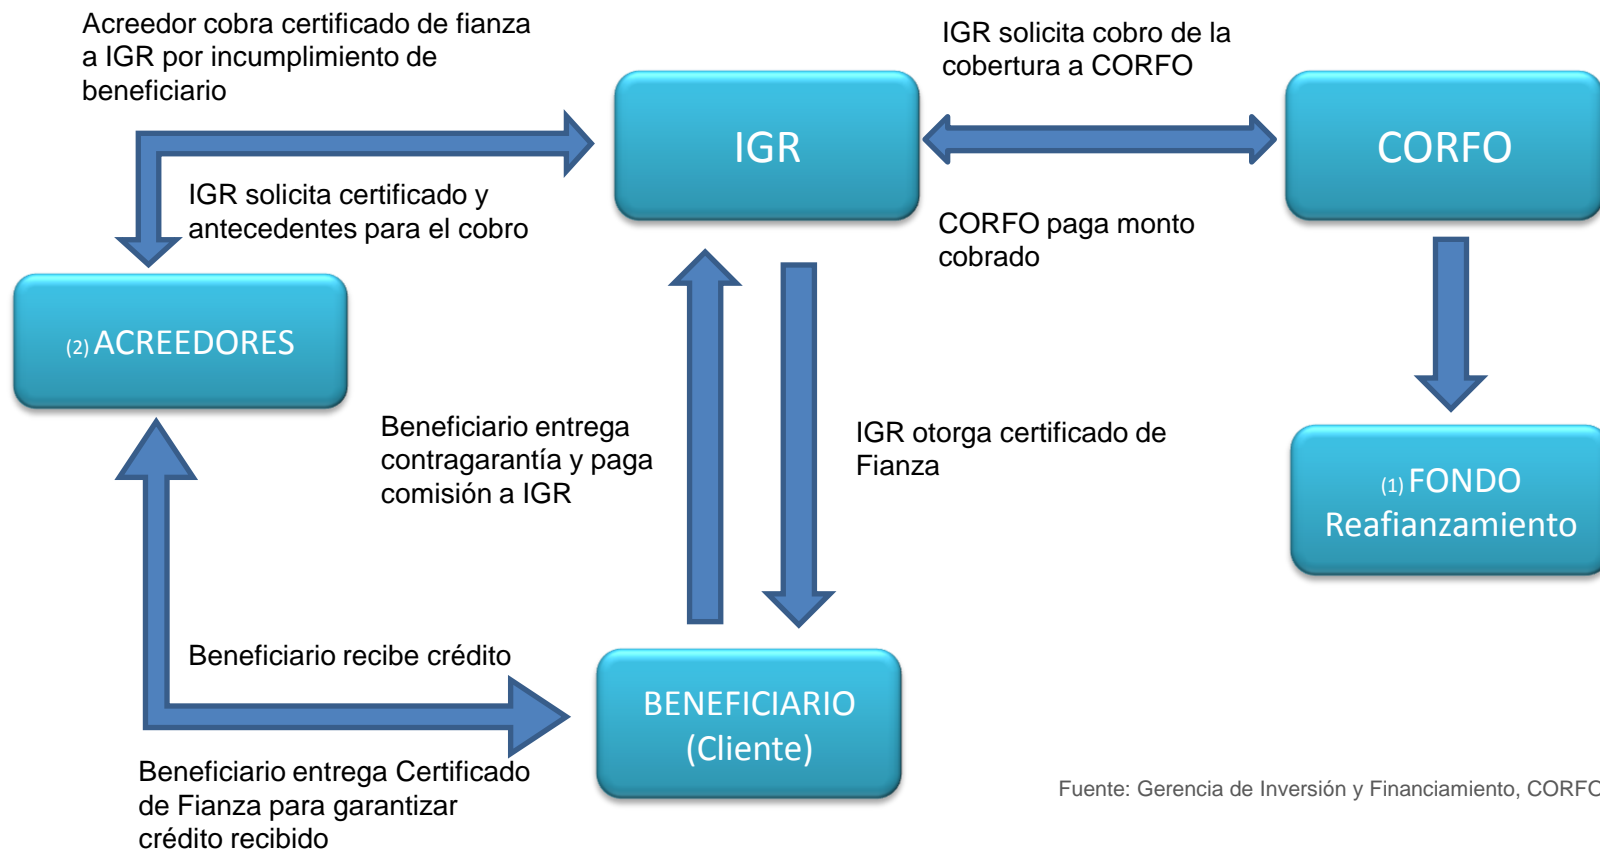 Acreedor cobra certificado de fianza
a IGR por incumplimiento de
beneficiario
IGR solicita cobro de la
cobertura a CORFO
IGR
CORFO
IGR solicita certificado y
antecedentes para el cobro
CORFO paga monto
cobrado
(2) ACREEDORES
Beneficiario entrega
contragarantía y paga
comisión a IGR
IGR otorga certificado de
Fianza
(1) FONDO
Reafianzamiento
Beneficiario recibe crédito
BENEFICIARIO
(Cliente)
Beneficiario entrega Certificado
de Fianza para garantizar
crédito recibido
Fuente: Gerencia de Inversión y Financiamiento, CORFO